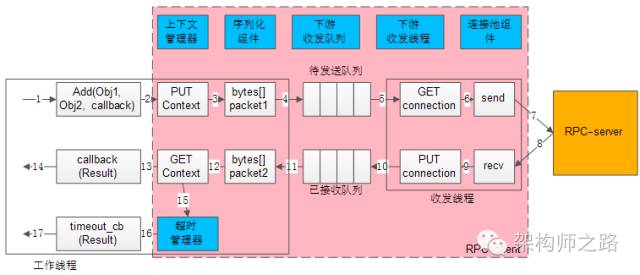 上下文
管理器
序列化
组件
下游
收发队列
下游
收发线程
连接池组
件
待发送队列
1
Add(Obj1,
Obj2, callback)
2
PUT
Context
3
bytes[]
packet1
4
5
GET
connection
6
send
7
RPC-server
8
14
callback
(Result)
13
GET
Context
12
bytes[]
packet2
11
10
PUT
connection
9
recv
已接收队列
收发线程
15
17
timeout_cb
(Result)
16
超时
管理器
工作线程
架构师之路